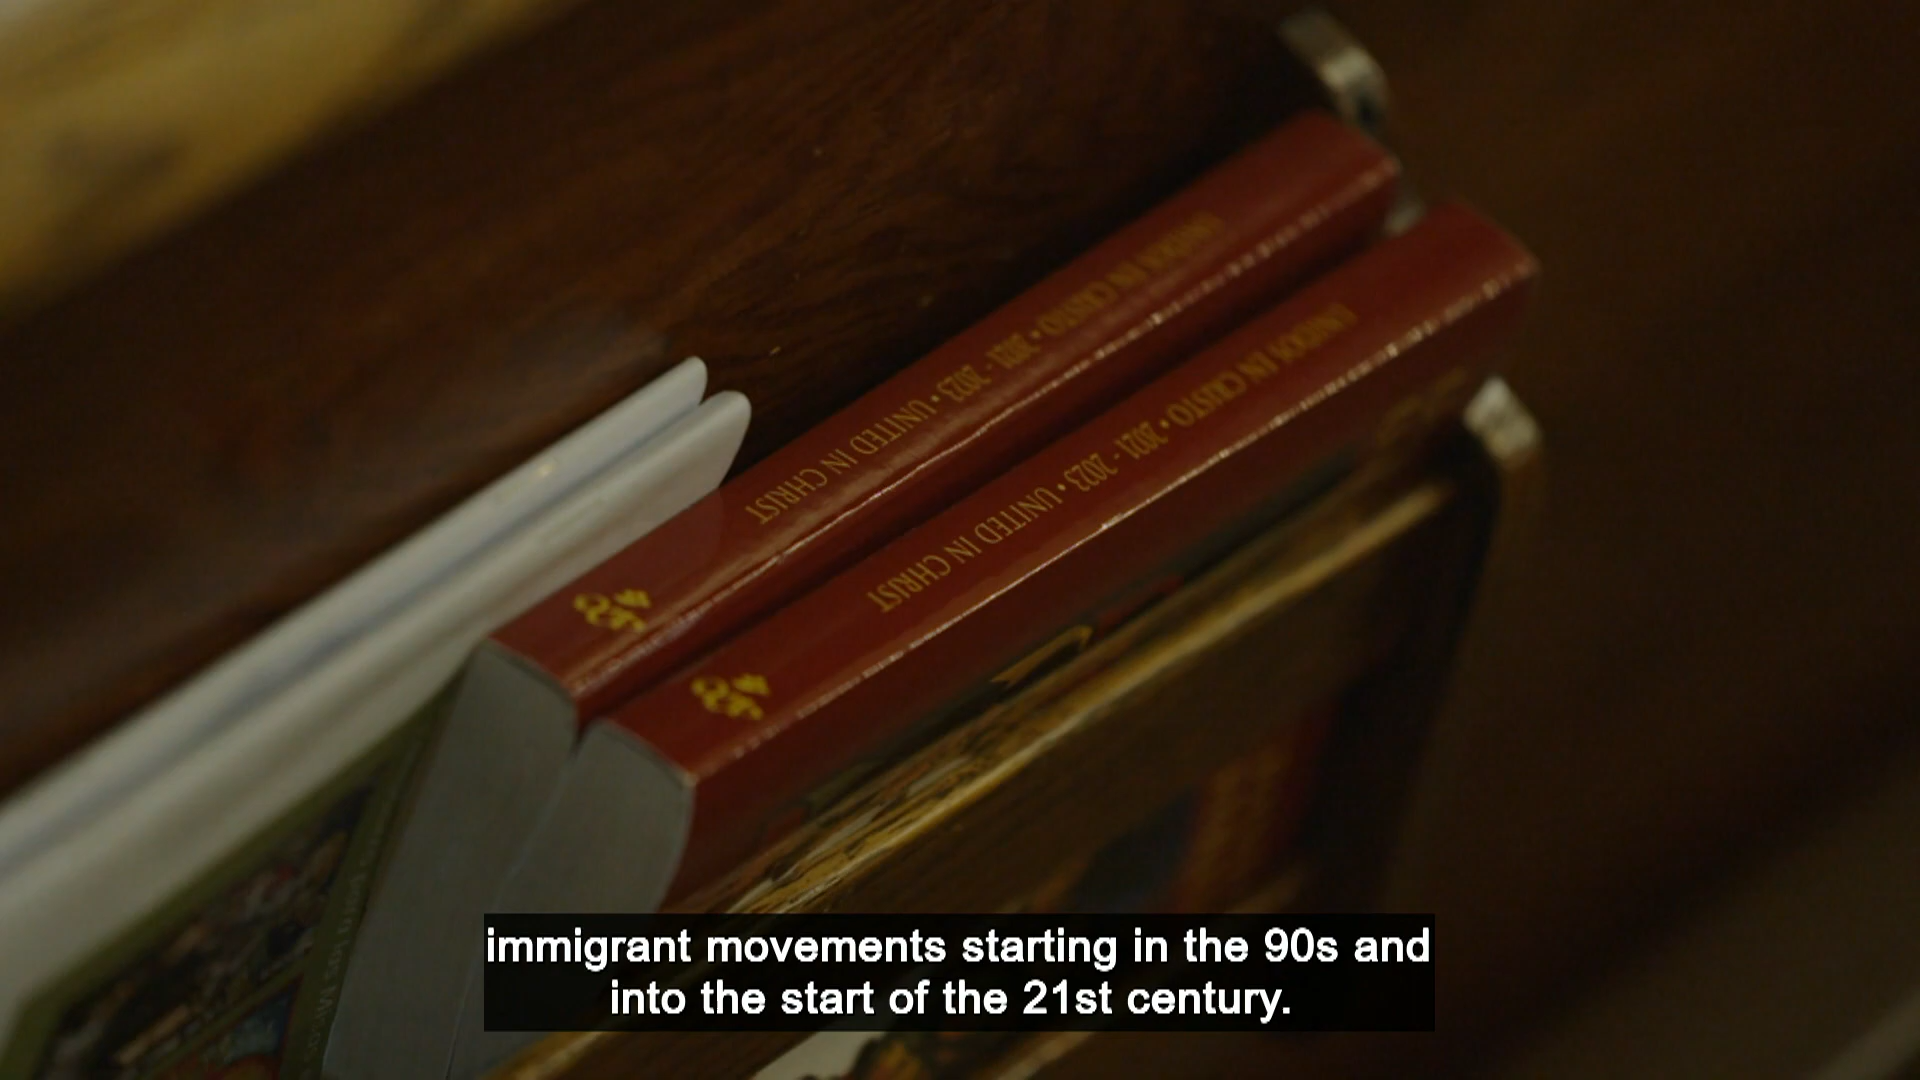 UNIDOS EN CRISTO • 2021 - 2023 • UNITED IN CHRIST
UNIDOS EN CRISTO • 2021 - 2023 • UNITED IN CHRIST
immigrant movements starting in the 90s and
into the start of the 21st century.